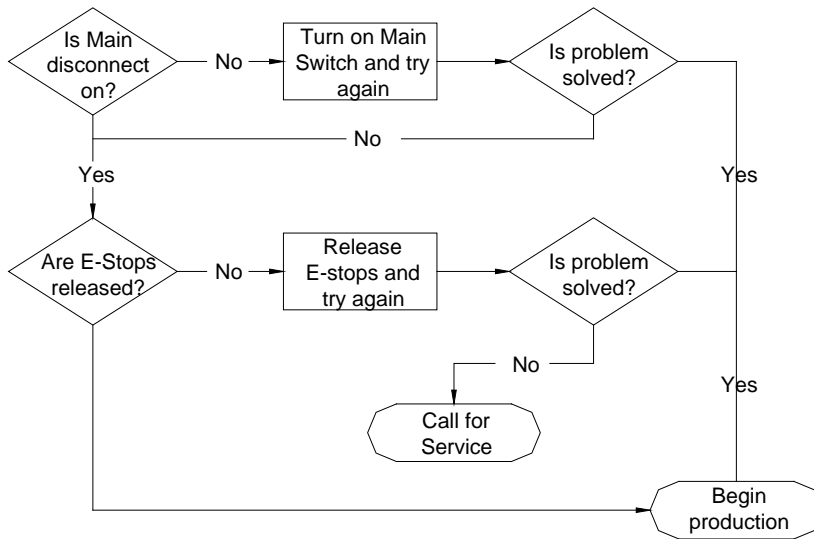 Is Main
disconnect
on?
No
Turn on Main
Switch and try
again
Is problem
solved?
No
Yes
Yes
Are E-Stops
released?
No
Release
E-stops and
try again
Is problem
solved?
No
Yes
Call for
Service
Begin
production